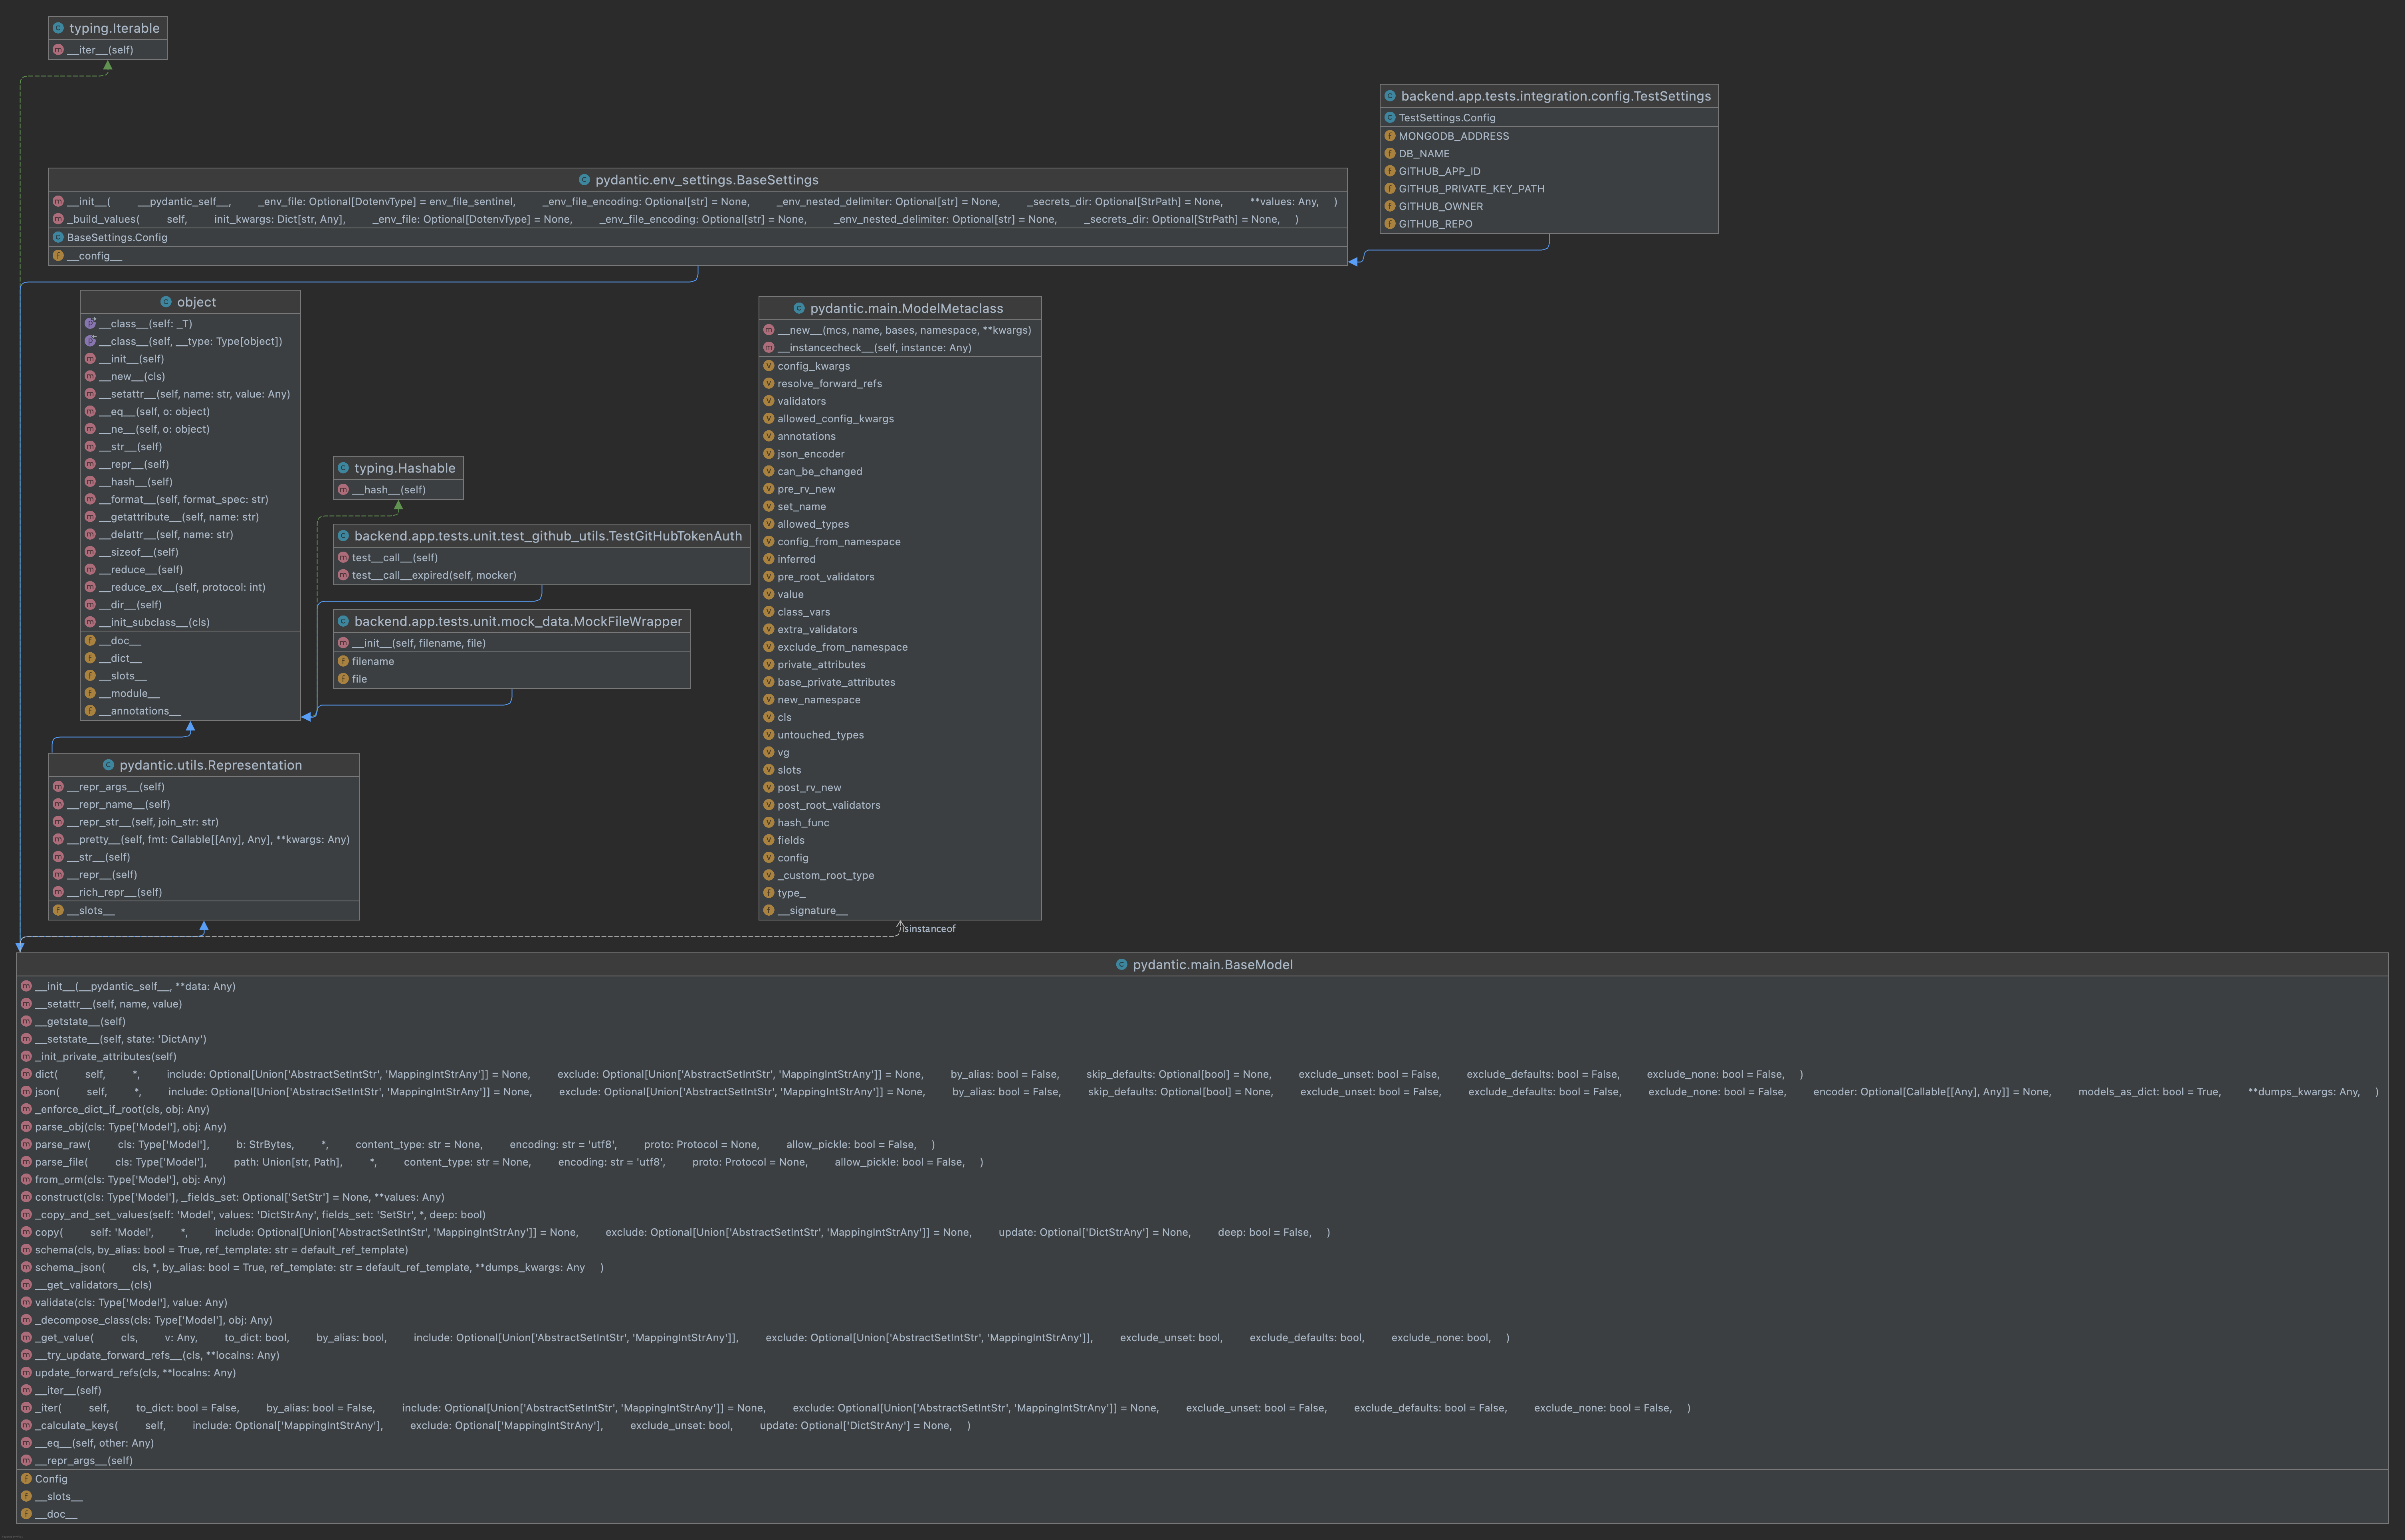 typing.Iterable
__iter__(self)
backend.app.tests.integration.config.TestSettings
TestSettings.Config
MONGODB_ADDRESS
DB_NAME
GITHUB_APP_ID
GITHUB_PRIVATE_KEY_PATH
GITHUB_OWNER
GITHUB_REPO
pydantic.env_settings.BaseSettings
__init__( __pydantic_self__, _env_file: Optional[DotenvType] = env_file_sentinel, _env_file_encoding: Optional[str] = None, _env_nested_delimiter: Optional[str] = None, _secrets_dir: Optional[StrPath] = None, **values: Any, )
_build_values( self, init_kwargs: Dict[str, Any], _env_file: Optional[DotenvType] = None, _env_file_encoding: Optional[str] = None, _env_nested_delimiter: Optional[str] = None, _secrets_dir: Optional[StrPath] = None, )
BaseSettings.Config
__config__
object
__class__(self: _T)
__class__(self, __type: Type[object])
__init__(self)
__new__(cls)
__setattr__(self, name: str, value: Any)
__eq__(self, o: object)
__ne__(self, o: object)
__str__(self)
__repr__(self)
__hash__(self)
__format__(self, format_spec: str)
__getattribute__(self, name: str)
__delattr__(self, name: str)
__sizeof__(self)
__reduce__(self)
__reduce_ex__(self, protocol: int)
__dir__(self)
__init_subclass__(cls)
__doc__
__dict__
__slots__
__module__
__annotations__
typing.Hashable
__hash__(self)
backend.app.tests.unit.test_github_utils.TestGitHubTokenAuth
test__call__(self)
test__call__expired(self, mocker)
backend.app.tests.unit.mock_data.MockFileWrapper
__init__(self, filename, file)
filename
file
pydantic.main.ModelMetaclass
__new__(mcs, name, bases, namespace, **kwargs)
__instancecheck__(self, instance: Any)
config_kwargs
resolve_forward_refs
validators
allowed_config_kwargs
annotations
json_encoder
can_be_changed
pre_rv_new
set_name
allowed_types
config_from_namespace
inferred
pre_root_validators
value
class_vars
extra_validators
exclude_from_namespace
private_attributes
base_private_attributes
new_namespace
cls
untouched_types
vg
slots
post_rv_new
post_root_validators
hash_func
fields
config
_custom_root_type
type_
__signature__
pydantic.utils.Representation
__repr_args__(self)
__repr_name__(self)
__repr_str__(self, join_str: str)
__pretty__(self, fmt: Callable[[Any], Any], **kwargs: Any)
__str__(self)
__repr__(self)
__rich_repr__(self)
__slots__
isinstanceof
pydantic.main.BaseModel
__init__(__pydantic_self__, **data: Any)
__setattr__(self, name, value)
__getstate__(self)
__setstate__(self, state: 'DictAny')
_init_private_attributes(self)
dict( self, *, include: Optional[Union['AbstractSetIntStr', 'MappingIntStrAny']] = None, exclude: Optional[Union['AbstractSetIntStr', 'MappingIntStrAny']] = None, by_alias: bool = False, skip_defaults: Optional[bool] = None, exclude_unset: bool = False, exclude_defaults: bool = False, exclude_none: bool = False, )
json( self, *, include: Optional[Union['AbstractSetIntStr', 'MappingIntStrAny']] = None, exclude: Optional[Union['AbstractSetIntStr', 'MappingIntStrAny']] = None, by_alias: bool = False, skip_defaults: Optional[bool] = None, exclude_unset: bool = False, exclude_defaults: bool = False, exclude_none: bool = False, encoder: Optional[Callable[[Any], Any]] = None, models_as_dict: bool = True, **dumps_kwargs: Any, )
_enforce_dict_if_root(cls, obj: Any)
parse_obj(cls: Type['Model'], obj: Any)
parse_raw( cls: Type['Model'], b: StrBytes, *, content_type: str = None, encoding: str = 'utf8', proto: Protocol = None, allow_pickle: bool = False, )
parse_file( cls: Type['Model'], path: Union[str, Path], *, content_type: str = None, encoding: str = 'utf8', proto: Protocol = None, allow_pickle: bool = False, )
from_orm(cls: Type['Model'], obj: Any)
construct(cls: Type['Model'], _fields_set: Optional['SetStr'] = None, **values: Any)
_copy_and_set_values(self: 'Model', values: 'DictStrAny', fields_set: 'SetStr', *, deep: bool)
copy( self: 'Model', *, include: Optional[Union['AbstractSetIntStr', 'MappingIntStrAny']] = None, exclude: Optional[Union['AbstractSetIntStr', 'MappingIntStrAny']] = None, update: Optional['DictStrAny'] = None, deep: bool = False, )
schema(cls, by_alias: bool = True, ref_template: str = default_ref_template)
schema_json( cls, *, by_alias: bool = True, ref_template: str = default_ref_template, **dumps_kwargs: Any )
__get_validators__(cls)
validate(cls: Type['Model'], value: Any)
_decompose_class(cls: Type['Model'], obj: Any)
_get_value( cls, v: Any, to_dict: bool, by_alias: bool, include: Optional[Union['AbstractSetIntStr', 'MappingIntStrAny']], exclude: Optional[Union['AbstractSetIntStr', 'MappingIntStrAny']], exclude_unset: bool, exclude_defaults: bool, exclude_none: bool, )
__try_update_forward_refs__(cls, **localns: Any)
update_forward_refs(cls, **localns: Any)
__iter__(self)
_iter( self, to_dict: bool = False, by_alias: bool = False, include: Optional[Union['AbstractSetIntStr', 'MappingIntStrAny']] = None, exclude: Optional[Union['AbstractSetIntStr', 'MappingIntStrAny']] = None, exclude_unset: bool = False, exclude_defaults: bool = False, exclude_none: bool = False, )
_calculate_keys( self, include: Optional['MappingIntStrAny'], exclude: Optional['MappingIntStrAny'], exclude_unset: bool, update: Optional['DictStrAny'] = None, )
__eq__(self, other: Any)
__repr_args__(self)
Config
__slots__
__doc__